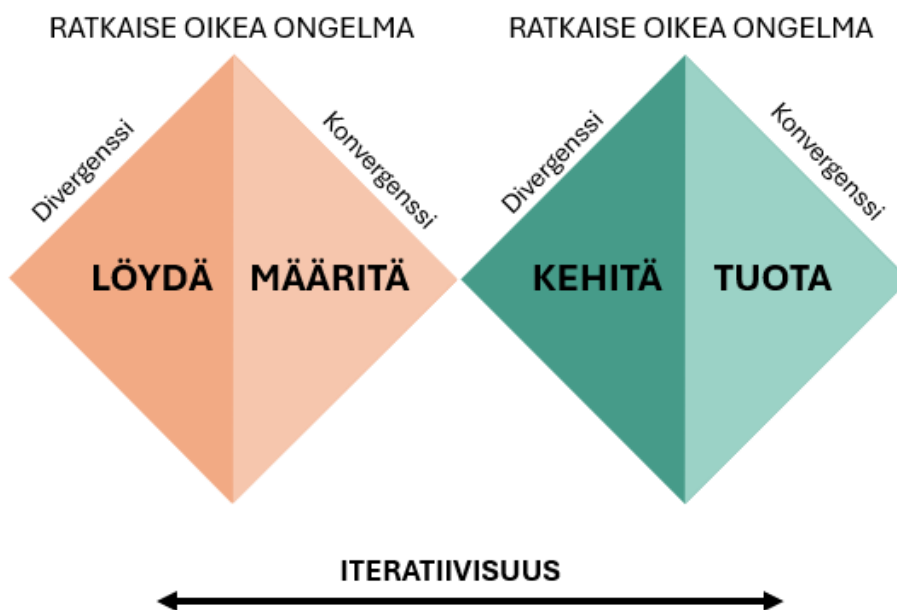 RATKAISE OIKEA ONGELMA
RATKAISE OIKEA ONGELMA
Divergenssi
Konvergenssi
Divergenssi
Konvergenssi
LÖYDÄ
MÄÄRITÄ
KEHITÄ
TUOTA
ITERATIIVISUUS